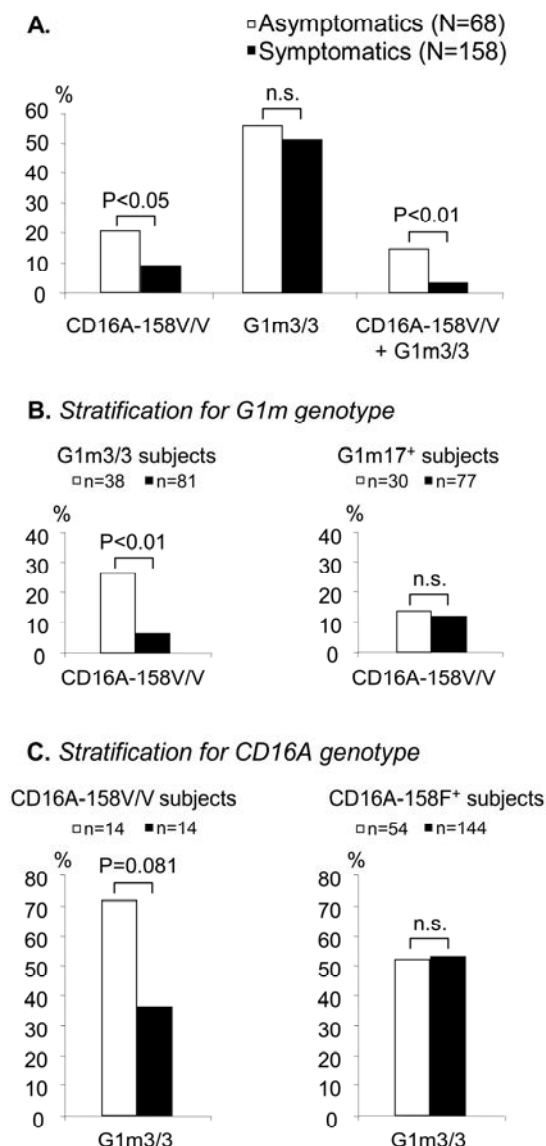 A.
□Asymptomatics (N=68)
■Symptomatics (N=158)
%
n.s.
60
50
40
30
20
10
0
P<0.05
P<0.01
CD16A-158V/V G1m3/3 CD16A-158V/V
+ G1m3/3
B. Stratification for G1m genotype
G1m3/3 subjects
□n=38 ■n=81
%
40
30
20
10
0
P<0.01
CD16A-158V/V
G1m17⁺ subjects
□n=30 ■n=77
%
40
30
20
10
0
n.s.
CD16A-158V/V
C. Stratification for CD16A genotype
CD16A-158V/V subjects
□n=14 ■n=14
%
P=0.081
80
70
60
50
40
30
20
10
0
G1m3/3
CD16A-158F⁺ subjects
□n=54 ■n=144
%
80
70
60
50
40
30
20
10
0
n.s.
G1m3/3